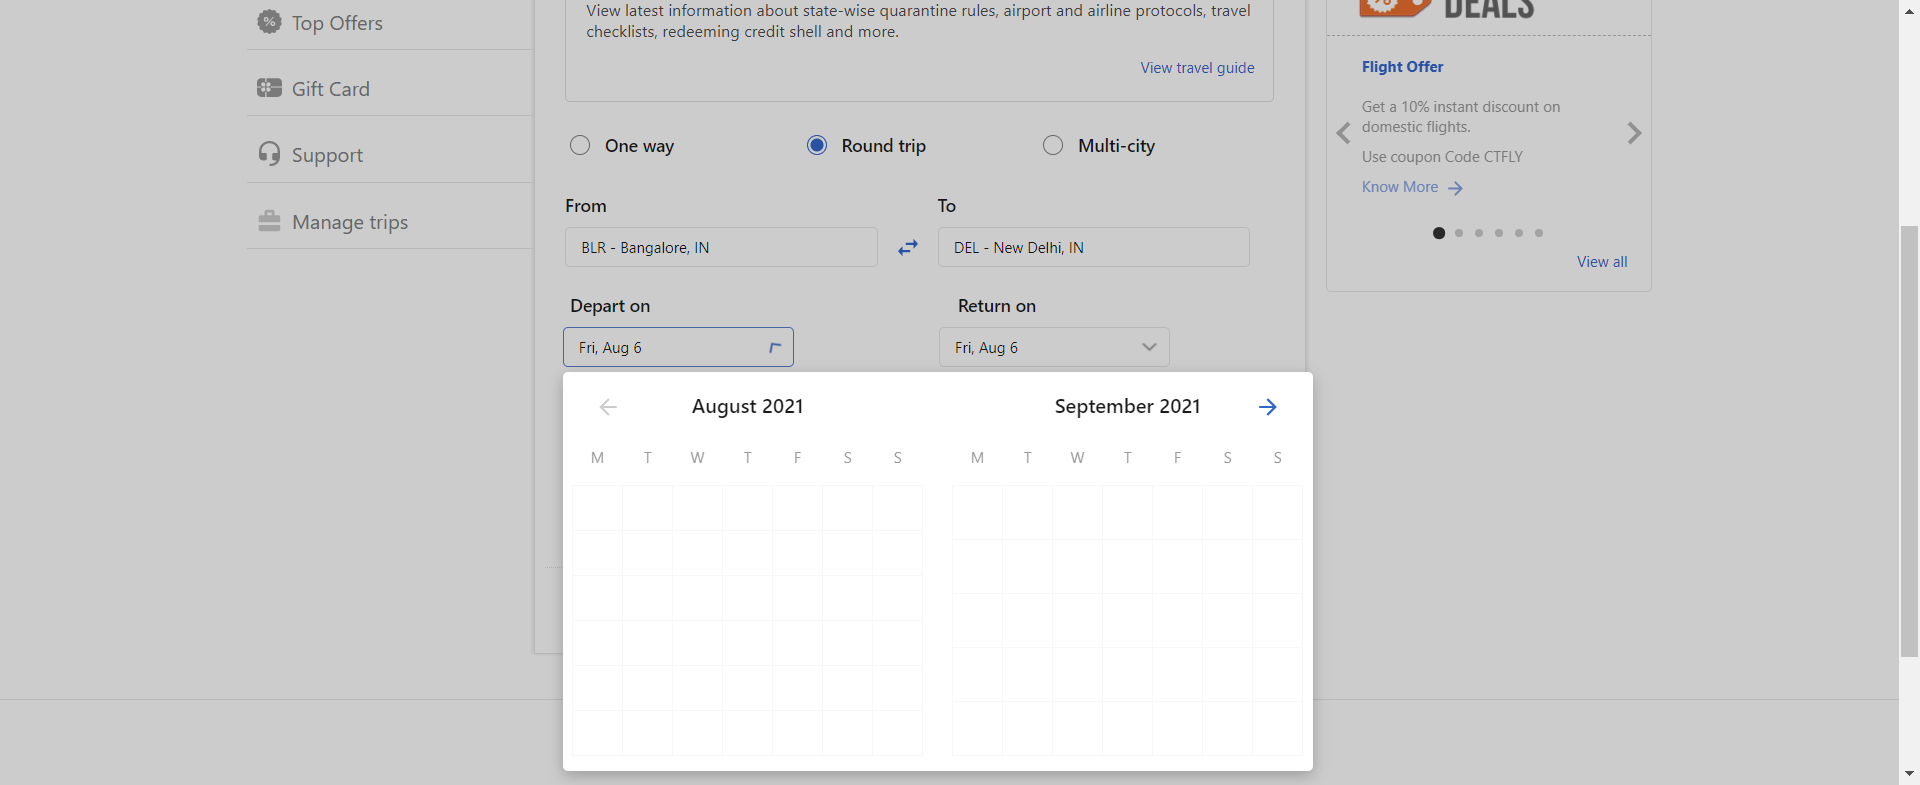 Top Offers
Gift Card
Support
Manage trips
View latest information about state-wise quarantine rules, airport and airline protocols, travel
checklists, redeeming credit shell and more.
View travel guide
One way
Round trip
Multi-city
From
To
BLR - Bangalore, IN
DEL - New Delhi, IN
Depart on
Return on
Fri, Aug 6
Fri, Aug 6
August 2021
September 2021
M T W T F S S
M T W T F S S
DEALS
Flight Offer
Get a 10% instant discount on
domestic flights.
Use coupon Code CTFLY
Know More
View all